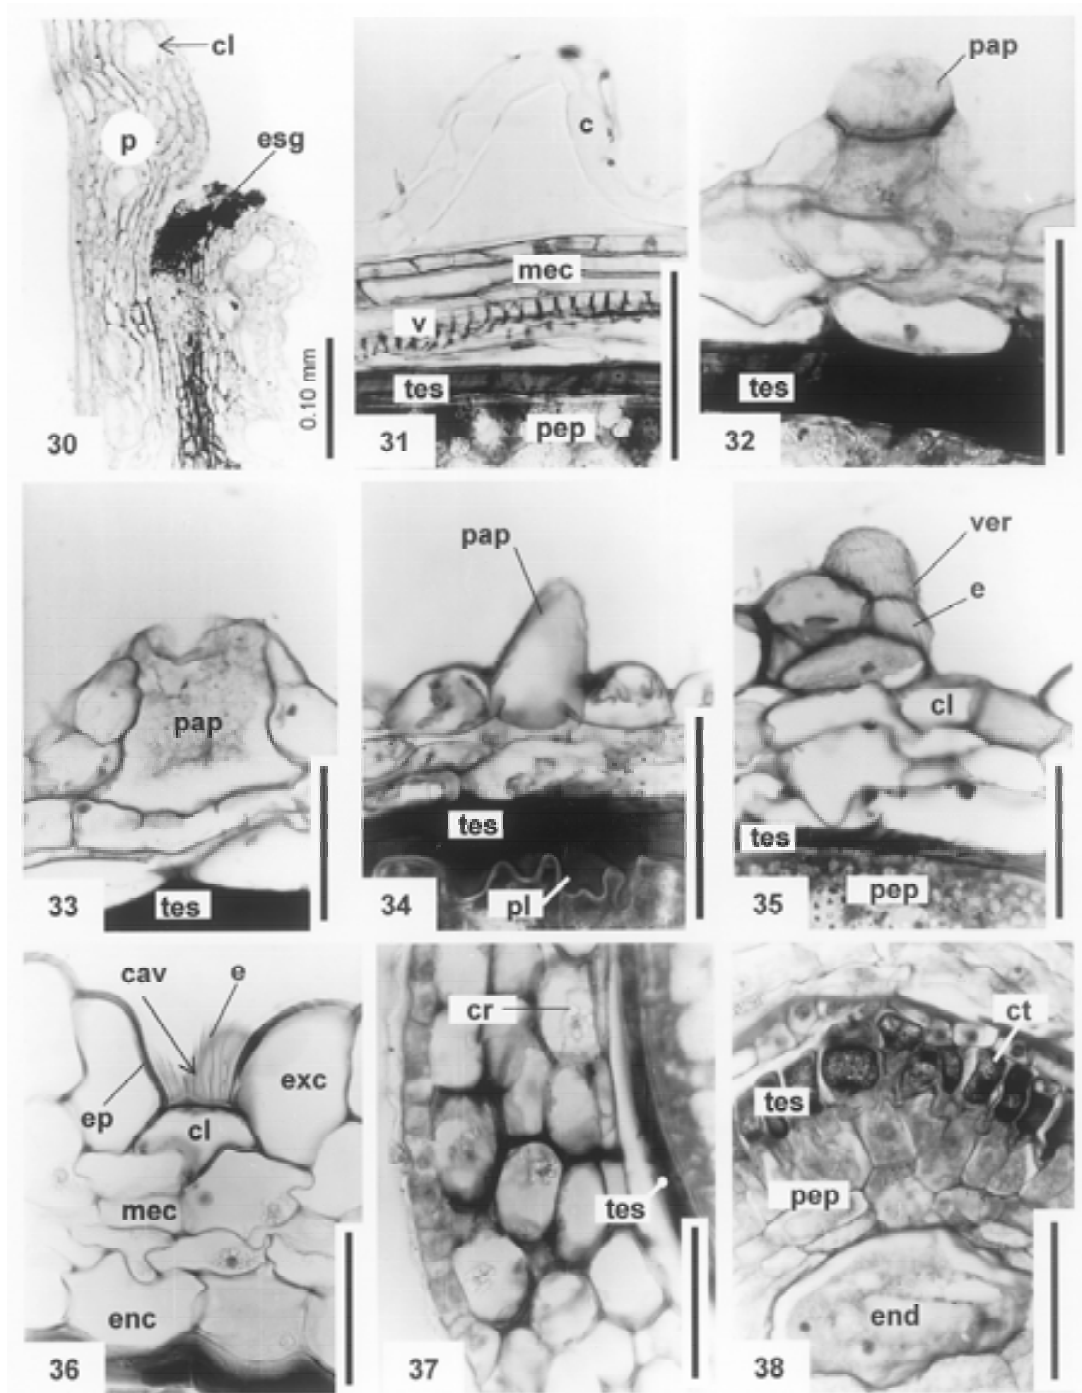 cl
p
esg
0.10 mm
30
c
mec
v
tes
pep
31
pap
tes
32
pap
tes
33
pap
tes
pl
34
ver
e
cl
tes
pep
35
cav
e
ep
cl
exc
mec
enc
36
cr
tes
37
ct
tes
pep
end
38